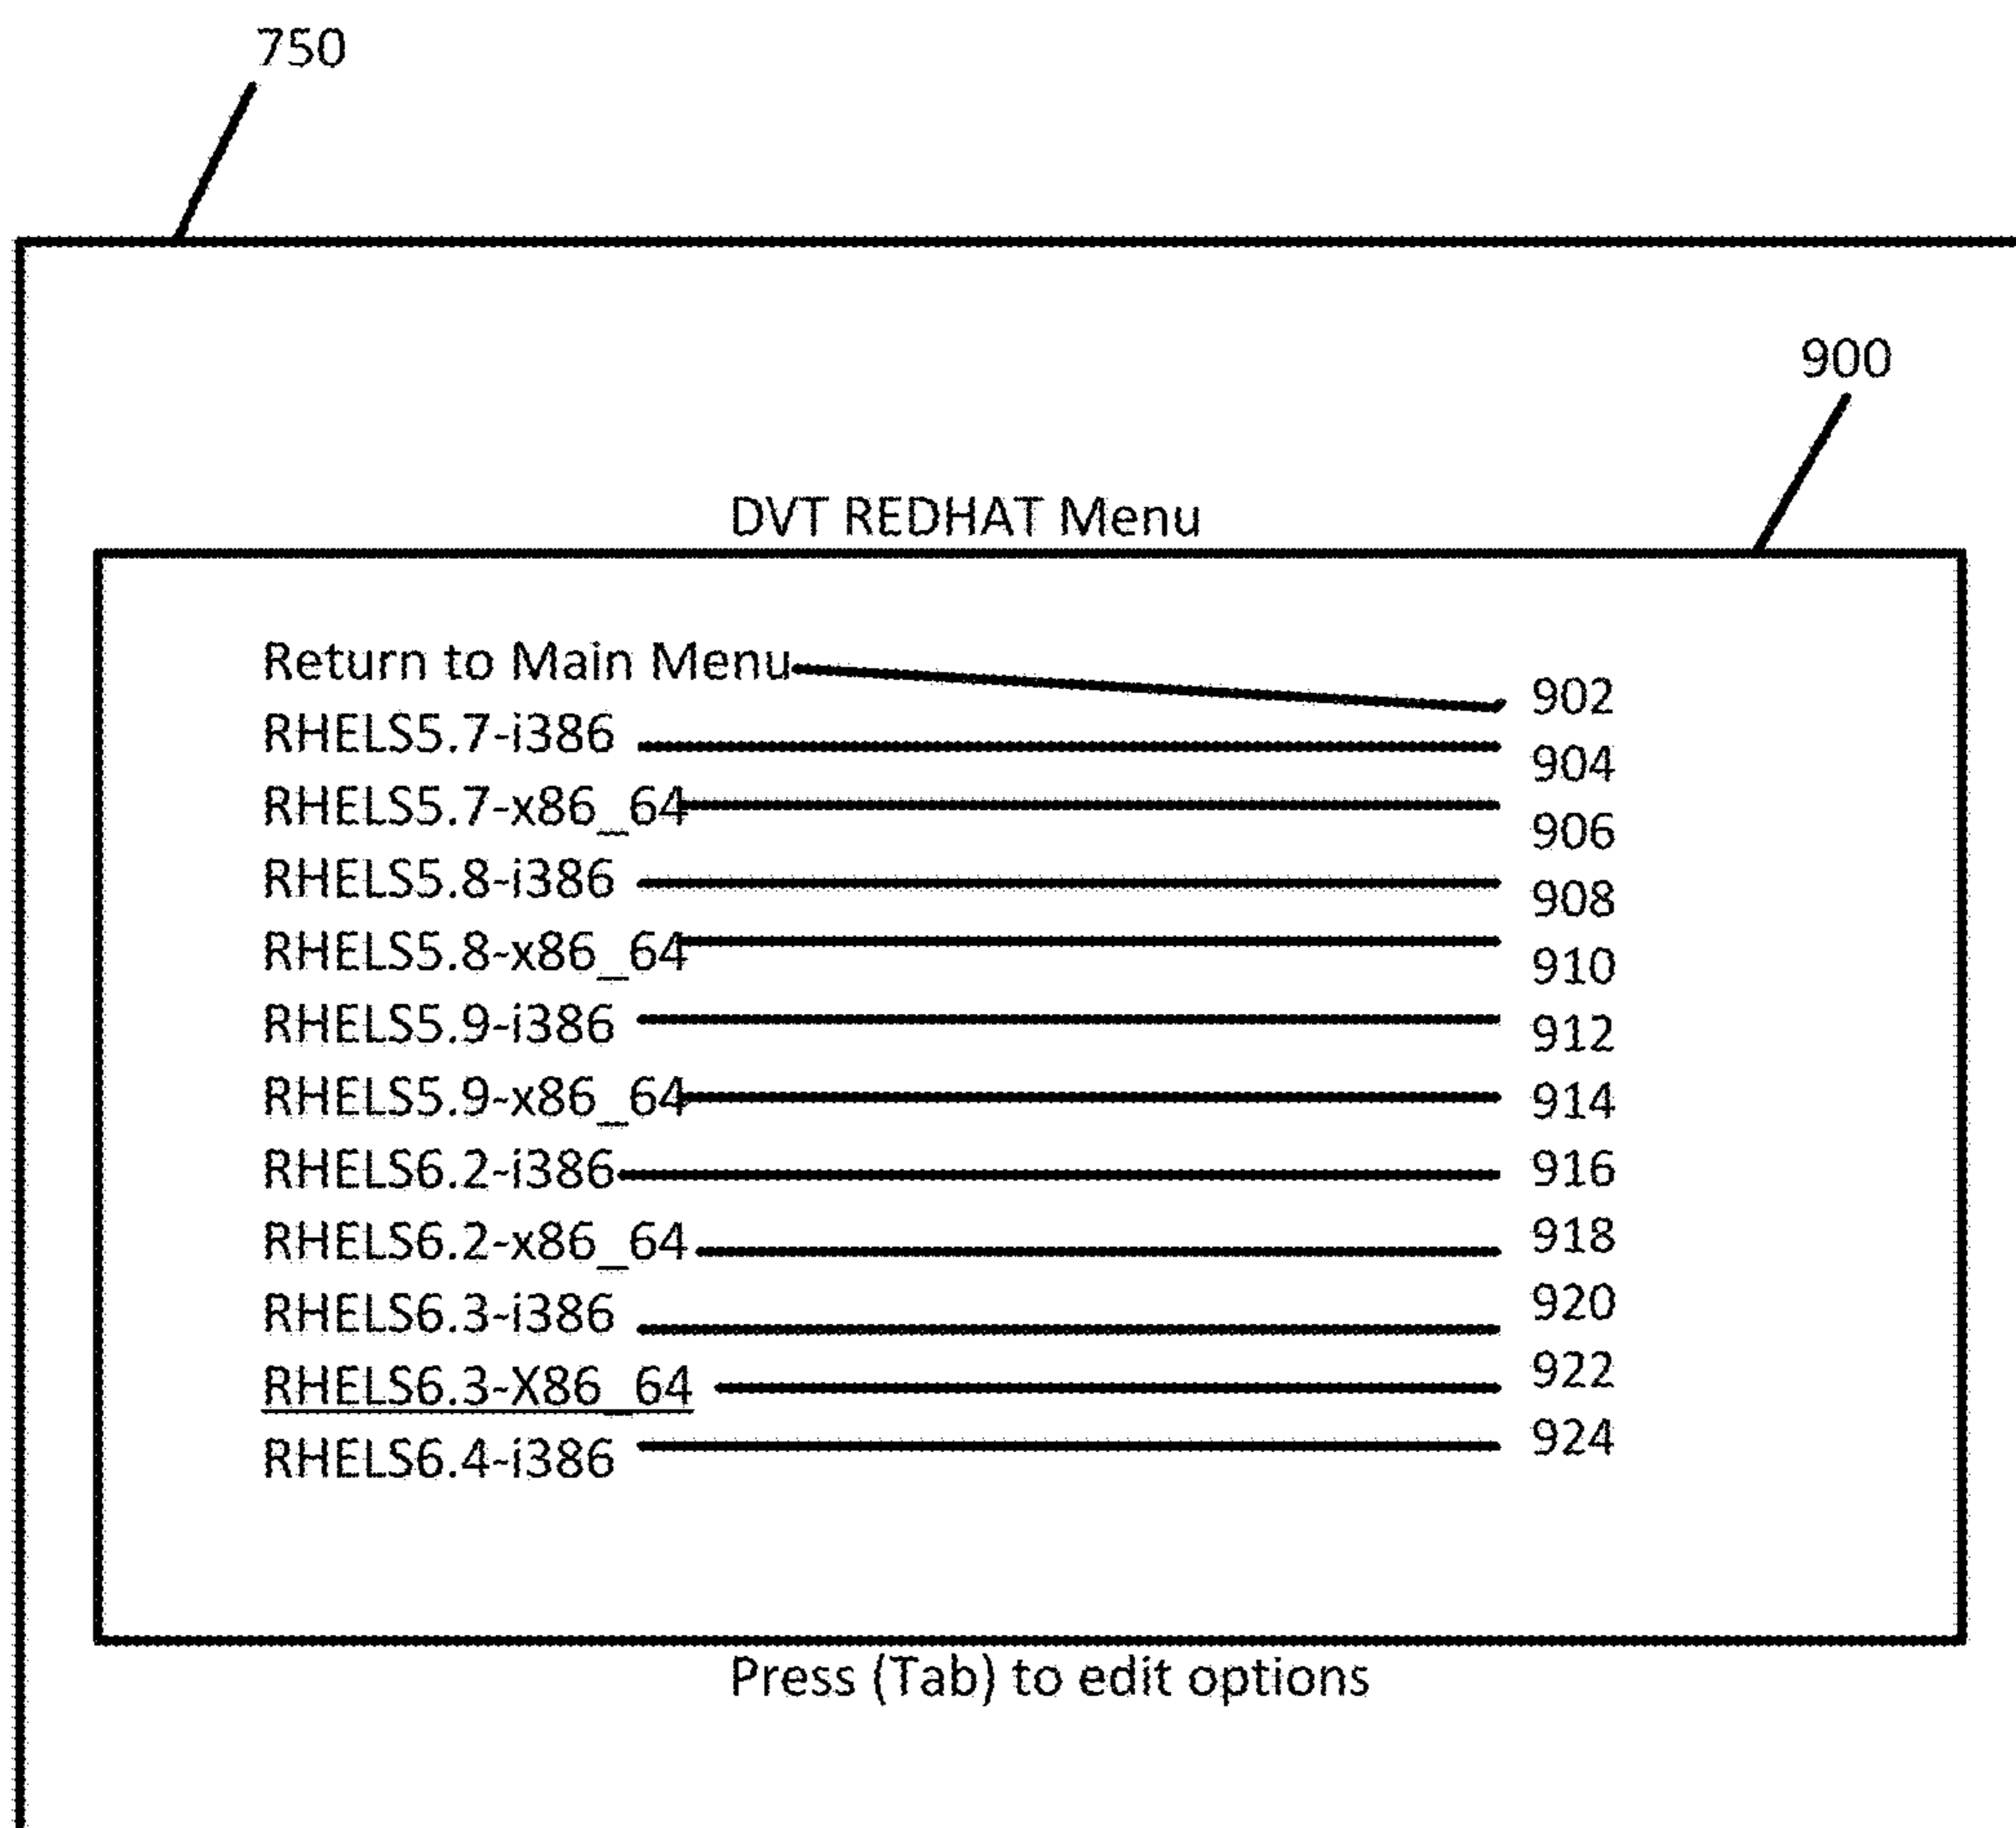 750
900
DVT REDHAT Menu
Return to Main Menu 902
RHELS5.7-i386 904
RHELS5.7-x86_64 906
RHELS5.8-i386 908
RHELS5.8-x86_64 910
RHELS5.9-i386 912
RHELS5.9-x86_64 914
RHELS6.2-i386 916
RHELS6.2-x86_64 918
RHELS6.3-i386 920
RHELS6.3-X86_64 922
RHELS6.4-i386 924
Press (Tab) to edit options